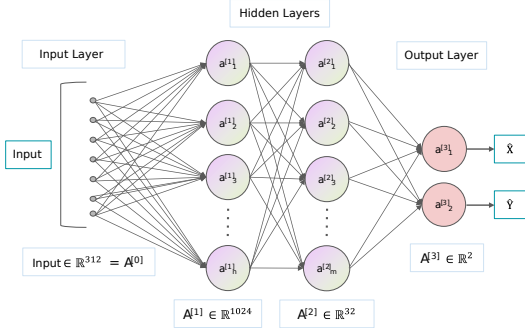 Hidden Layers
Input Layer
Output Layer
Input
a[1]1
a[1]2
a[1]3
a[1]h
a[2]1
a[2]2
a[2]3
a[2]m
a[3]1
a[3]2
X̂
Ŷ
Input ∈ ℝ³¹² = A[0]
A[1] ∈ ℝ¹⁰²⁴
A[2] ∈ ℝ³²
A[3] ∈ ℝ²